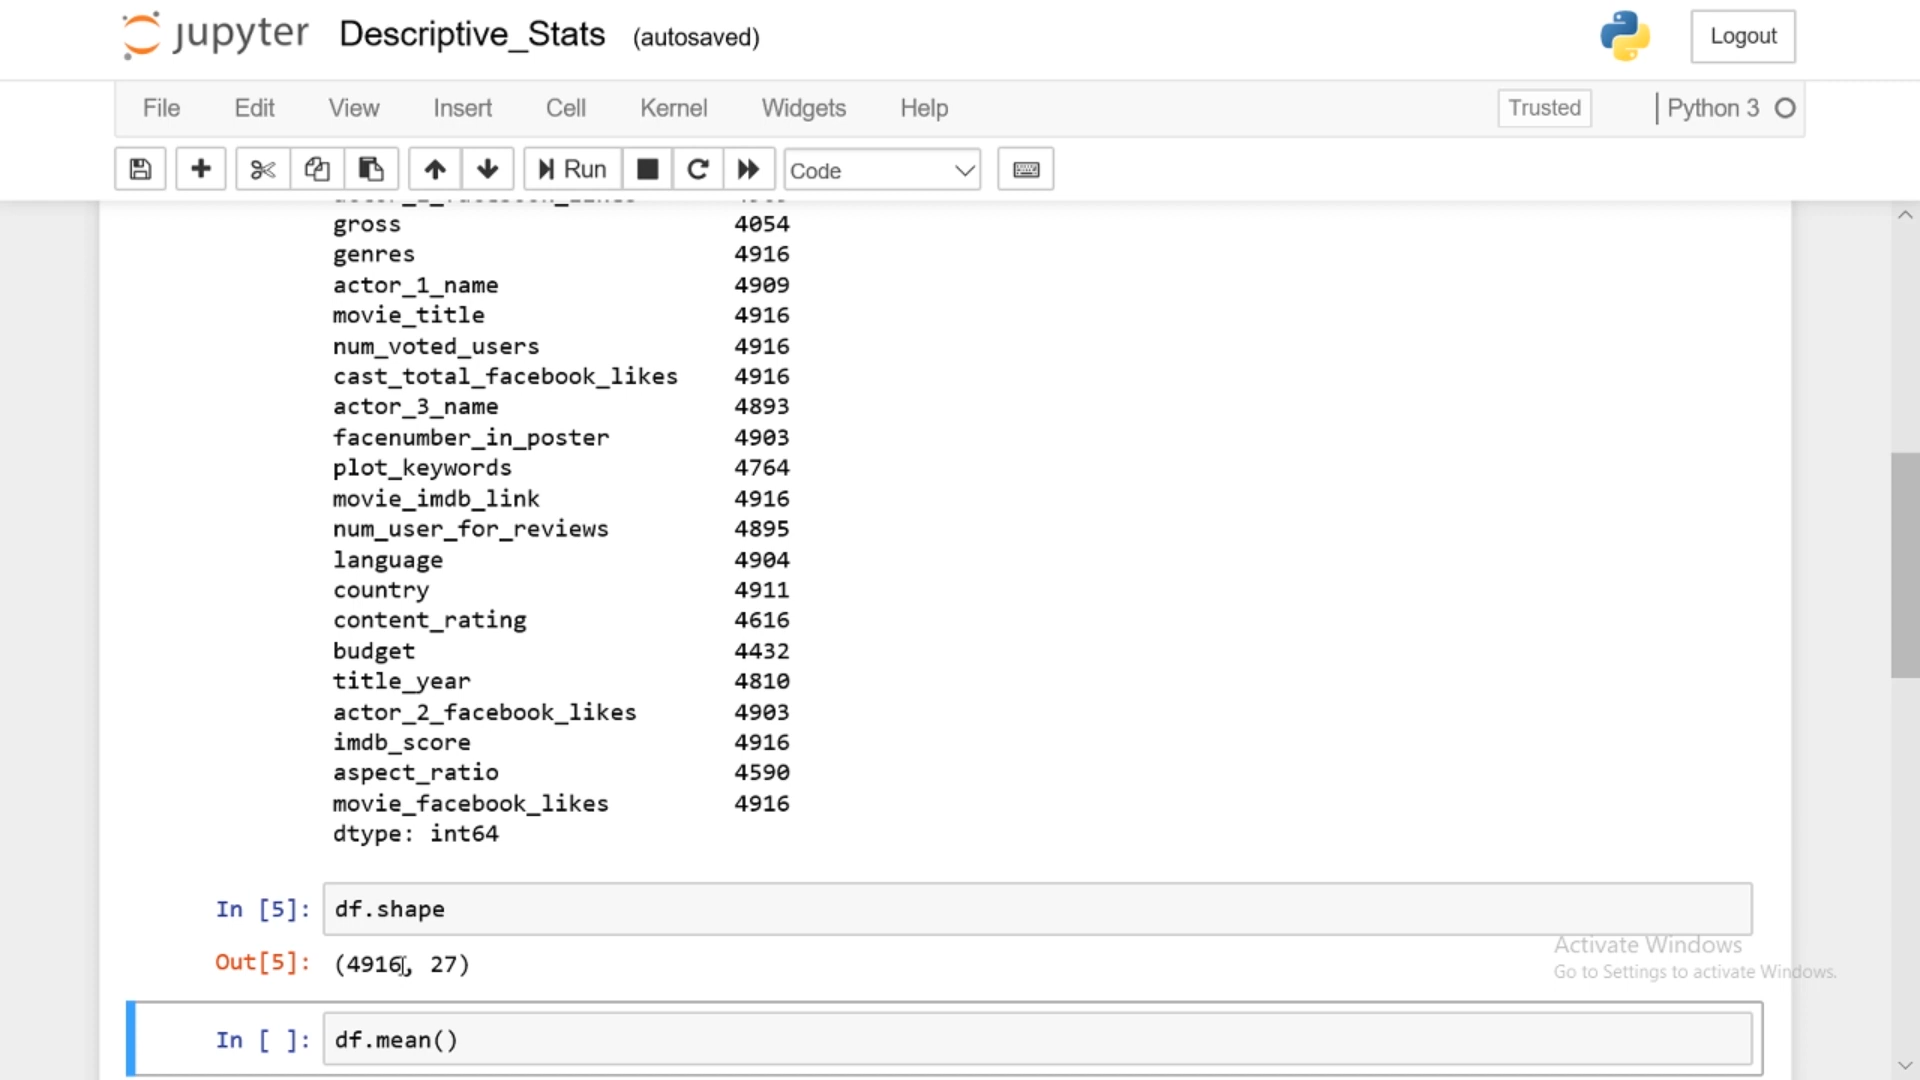 jupyter Descriptive_Stats (autosaved) Logout
File Edit View Insert Cell Kernel Widgets Help Trusted Python 3
Run Code
gross 4054
genres 4916
actor_1_name 4909
movie_title 4916
num_voted_users 4916
cast_total_facebook_likes 4916
actor_3_name 4893
facenumber_in_poster 4903
plot_keywords 4764
movie_imdb_link 4916
num_user_for_reviews 4895
language 4904
country 4911
content_rating 4616
budget 4432
title_year 4810
actor_2_facebook_likes 4903
imdb_score 4916
aspect_ratio 4590
movie_facebook_likes 4916
dtype: int64
In [5]: df.shape
Out[5]: (4916, 27)
Activate Windows
Go to Settings to activate Windows.
In [ ]: df.mean()